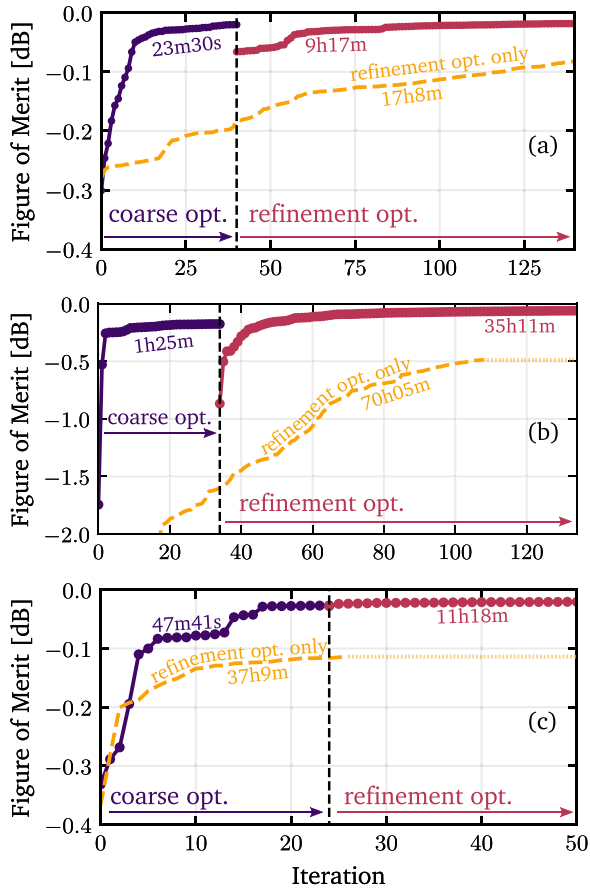 0.0
−0.1
−0.2
−0.3
−0.4
Figure of Merit [dB]
23m30s
9h17m
refinement opt. only
17h8m
(a)
coarse opt.
refinement opt.
0
25
50
75
100
125
0.0
−0.5
−1.0
−1.5
−2.0
Figure of Merit [dB]
1h25m
35h11m
refinement opt. only
70h05m
coarse opt.
(b)
refinement opt.
0
20
40
60
80
100
120
0.0
−0.1
−0.2
−0.3
−0.4
Figure of Merit [dB]
47m41s
11h18m
refinement opt. only
37h9m
(c)
coarse opt.
refinement opt.
0
10
20
30
40
50
Iteration